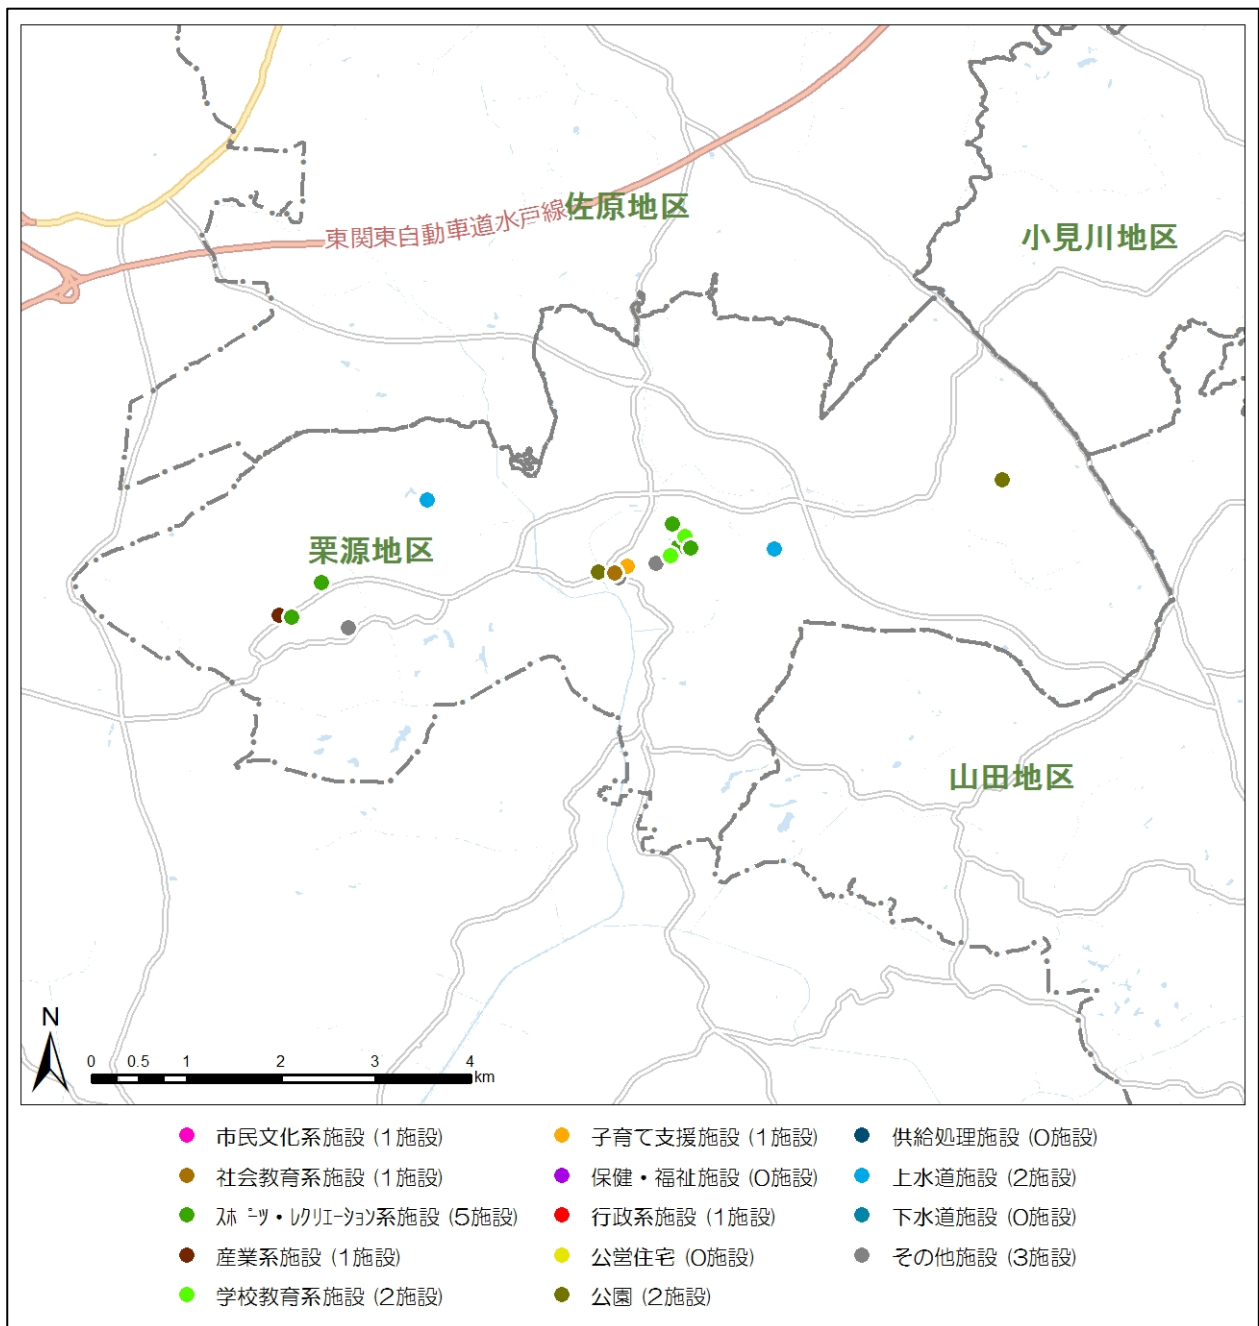 佐原地区
東関東自動車道水戸線
小見川地区
栗源地区
山田地区
N
0 0.5 1 2 3 4
km
市民文化系施設 (1施設)
子育て支援施設 (1施設)
供給処理施設 (0施設)
社会教育系施設 (1施設)
保健・福祉施設 (0施設)
上水道施設 (2施設)
ｽﾎﾟｰﾂ・ﾚｸﾘｴｰｼｮﾝ系施設 (5施設)
行政系施設 (1施設)
下水道施設 (0施設)
産業系施設 (1施設)
公営住宅 (0施設)
その他施設 (3施設)
学校教育系施設 (2施設)
公園 (2施設)